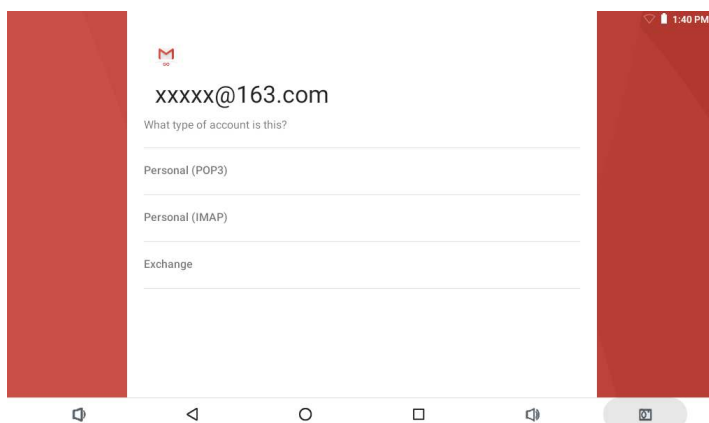 1:40 PM
xxxxx@163.com
What type of account is this?
Personal (POP3)
Personal (IMAP)
Exchange